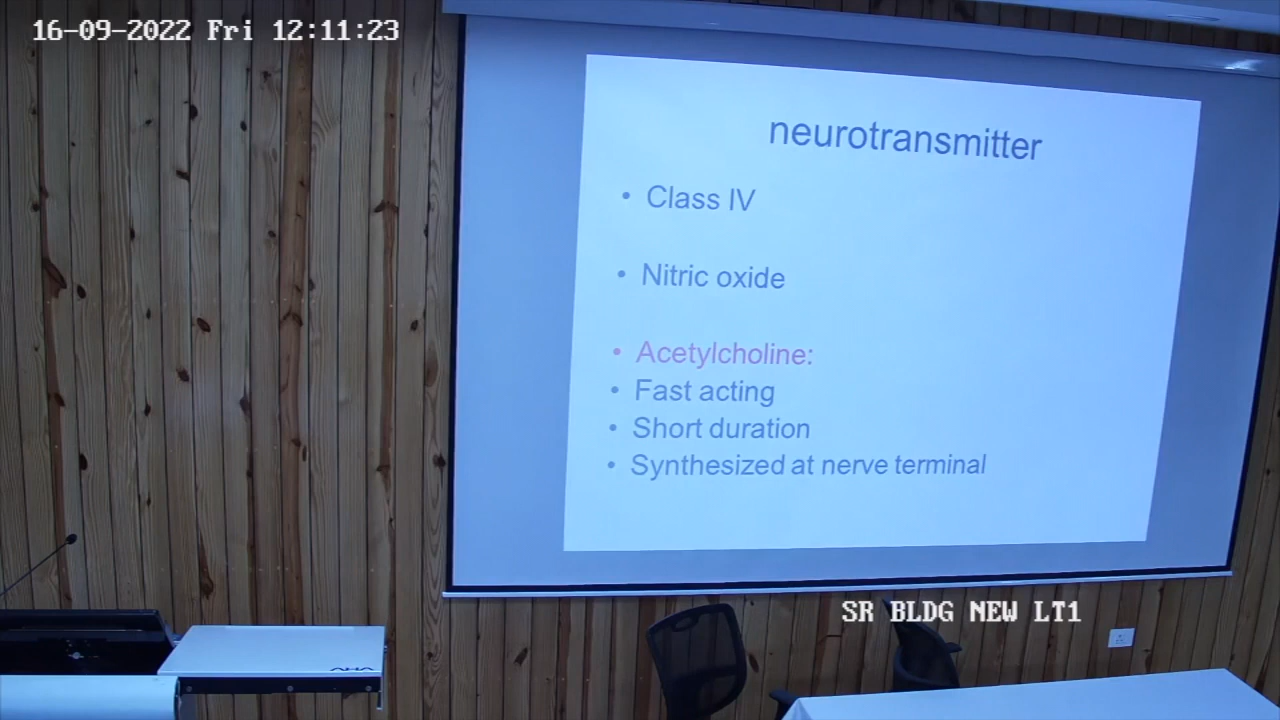 16-09-2022 Fri 12:11:23
neurotransmitter
• Class IV
• Nitric oxide
• Acetylcholine:
• Fast acting
• Short duration
• Synthesized at nerve terminal
SR BLDG NEW LT1